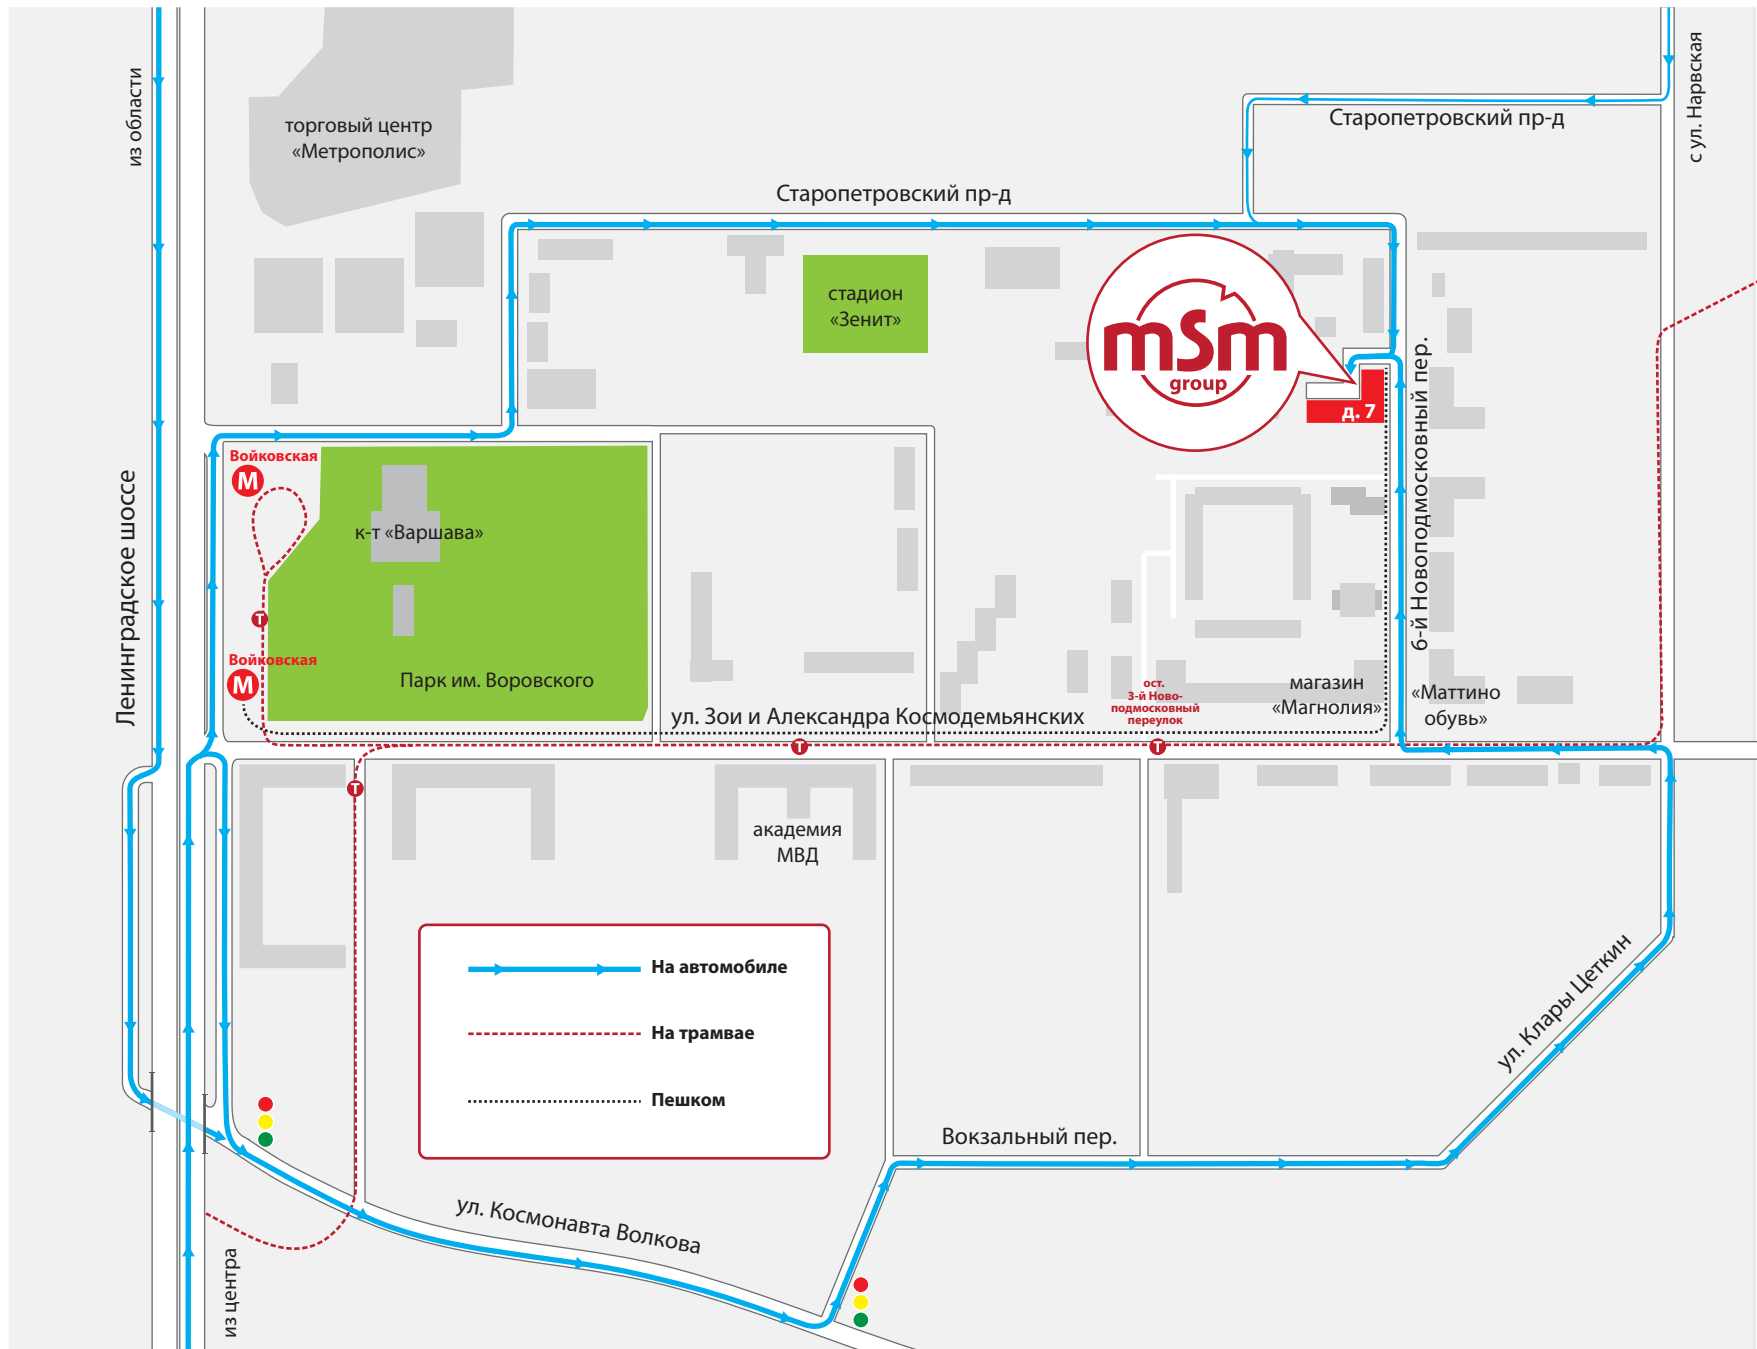 из области
торговый центр
«Метрополис»
Старопетровский пр-д
с ул. Нарвская
Старопетровский пр-д
стадион
«Зенит»
mSm
group
д. 7
6-й Новоподмосковный пер.
Ленинградское шоссе
Войковская
М
к-т «Варшава»
Т
Войковская
М
Парк им. Воровского
ул. Зои и Александра Космодемьянских
ост.
3-й Ново-
подмосковный
переулок
магазин
«Магнолия»
«Маттино
обувь»
Т
Т
Т
академия
МВД
На автомобиле
На трамвае
Пешком
ул. Клары Цеткин
Вокзальный пер.
ул. Космонавта Волкова
из центра